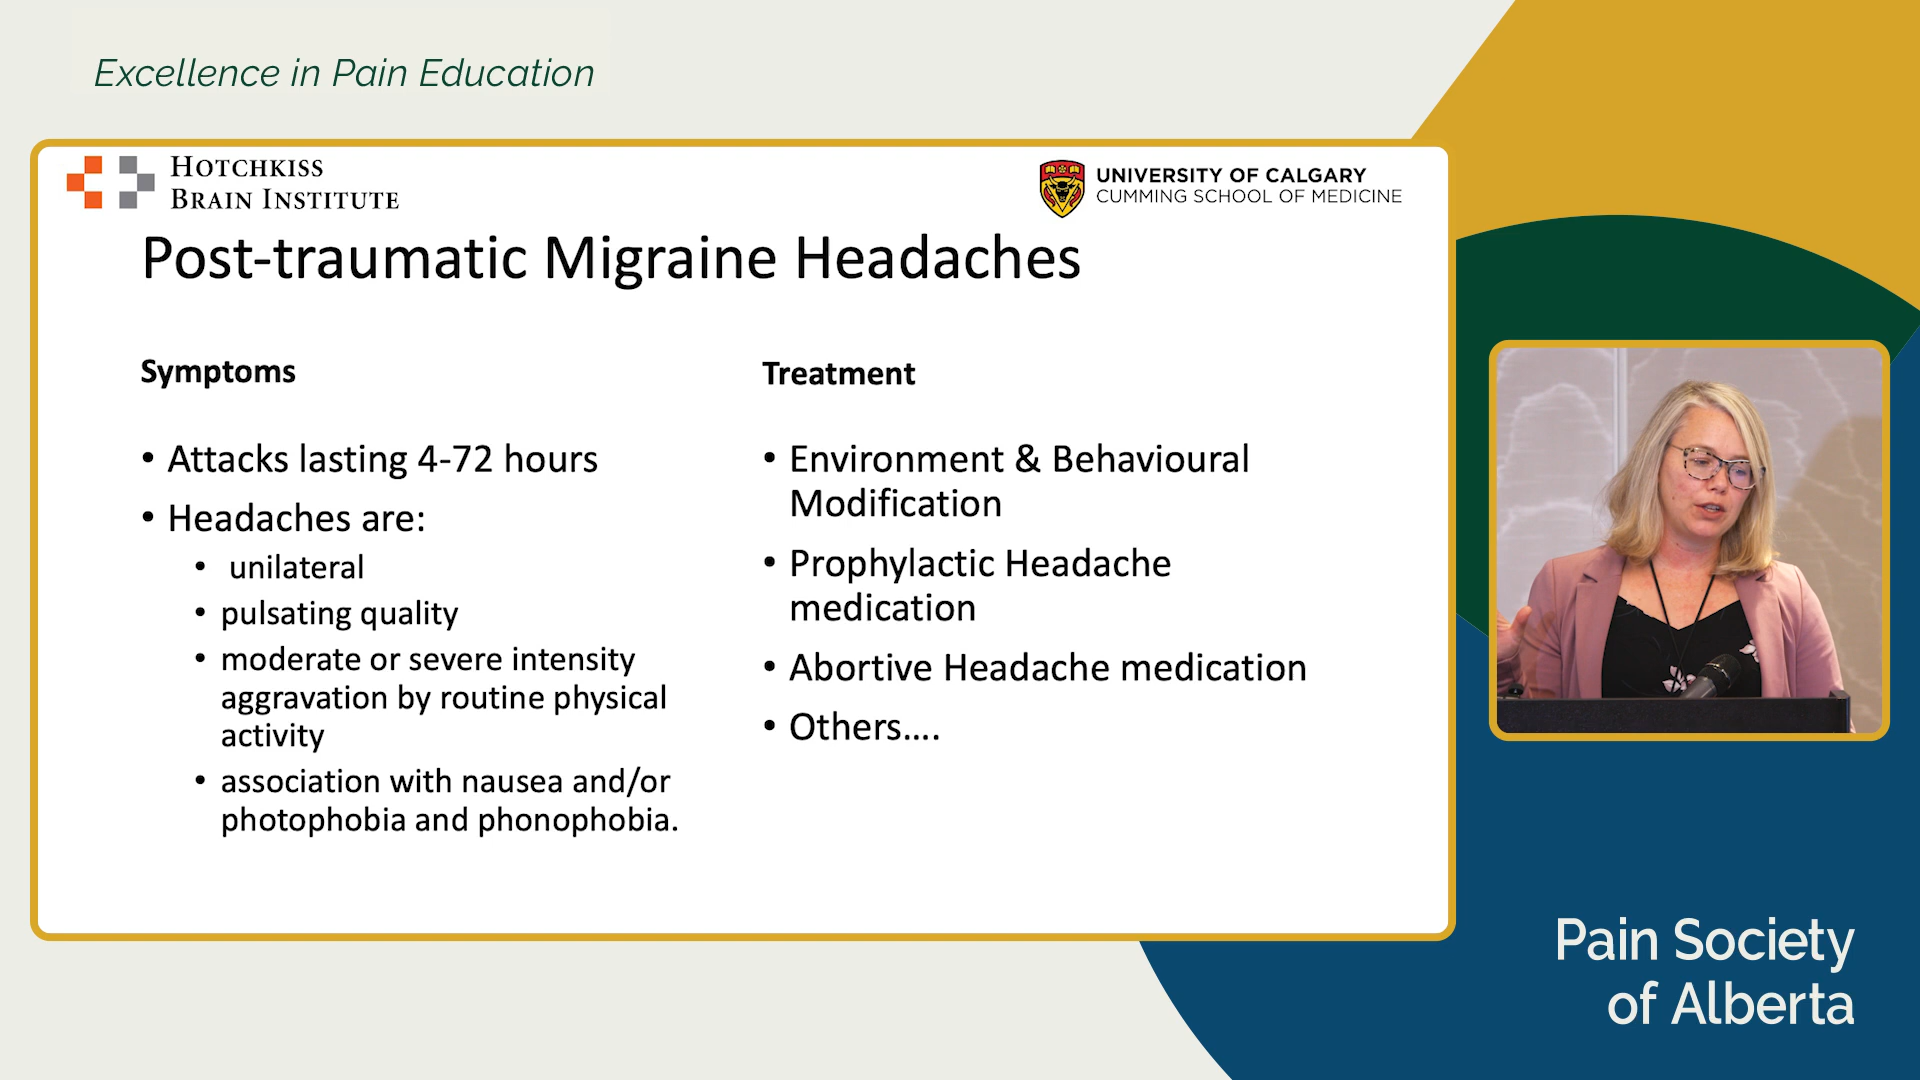 Excellence in Pain Education
HOTCHKISS
BRAIN INSTITUTE
UNIVERSITY OF CALGARY
CUMMING SCHOOL OF MEDICINE
Post-traumatic Migraine Headaches
Symptoms
• Attacks lasting 4-72 hours
• Headaches are:
• unilateral
• pulsating quality
• moderate or severe intensity
aggravation by routine physical
activity
• association with nausea and/or
photophobia and phonophobia.
Treatment
• Environment & Behavioural
Modification
• Prophylactic Headache
medication
• Abortive Headache medication
• Others....
Pain Society
of Alberta